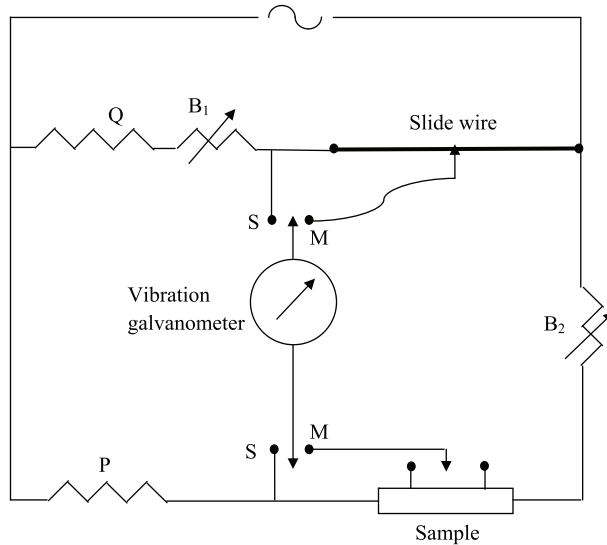 Q
B₁
Slide wire
S
M
Vibration
galvanometer
B₂
S
M
P
Sample